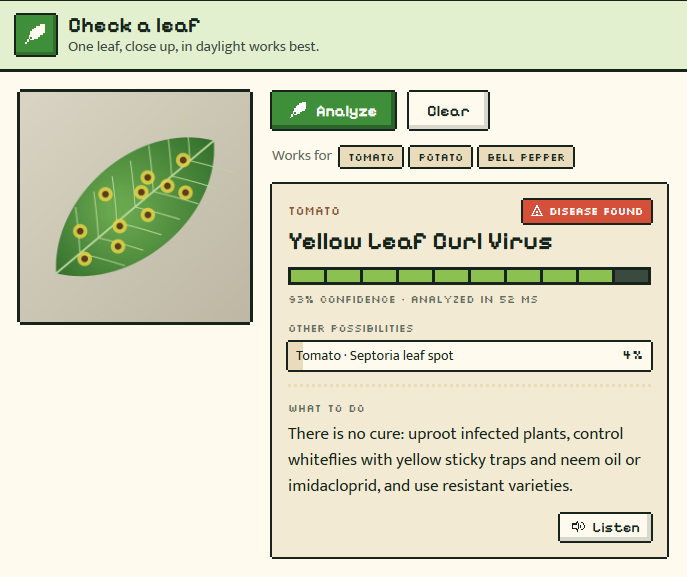 Check a leaf
One leaf, close up, in daylight works best.
Analyze
Clear
Works for
TOMATO
POTATO
BELL PEPPER
TOMATO
DISEASE FOUND
Yellow Leaf Curl Virus
93% CONFIDENCE · ANALYZED IN 52 MS
OTHER POSSIBILITIES
Tomato · Septoria leaf spot 4%
WHAT TO DO
There is no cure: uproot infected plants, control
whiteflies with yellow sticky traps and neem oil or
imidacloprid, and use resistant varieties.
Listen